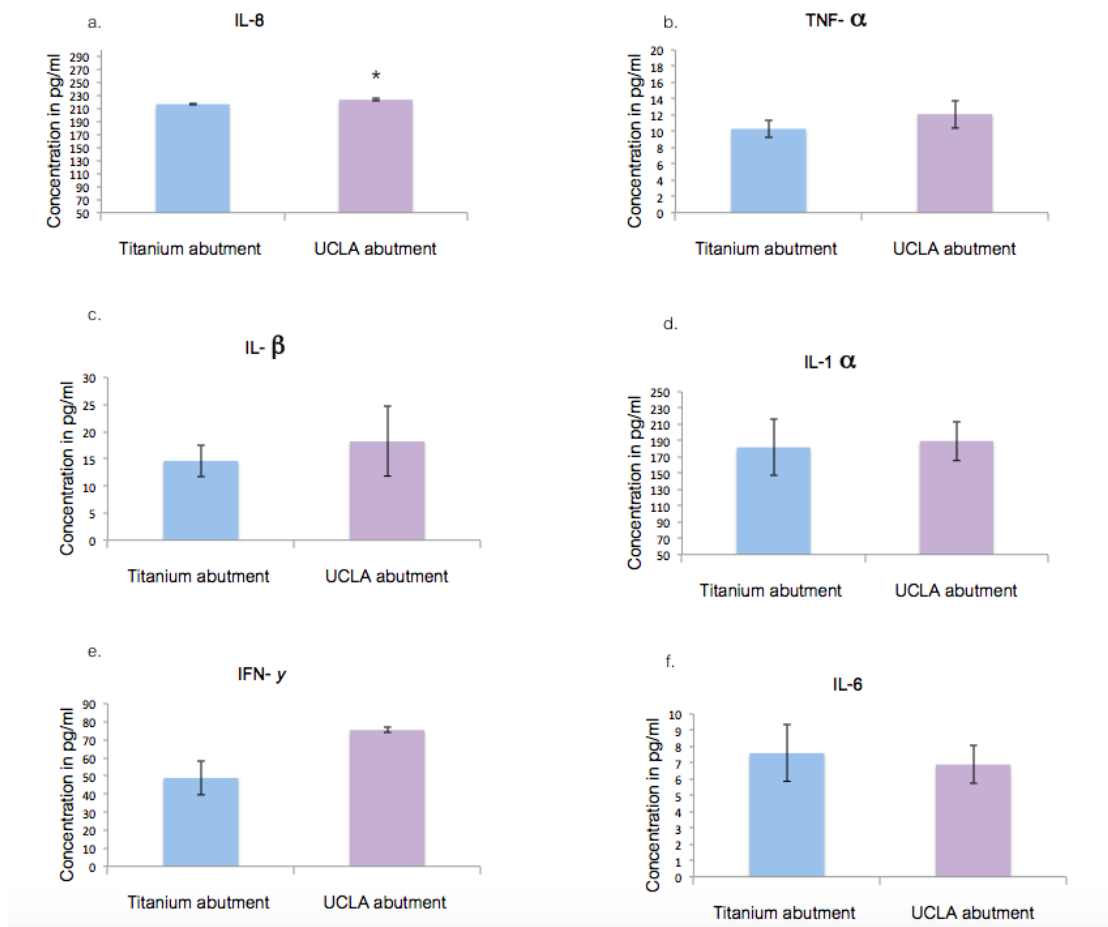 a.
IL-8
Concentration in pg/ml
290
270
250
230
210
190
170
150
130
110
90
70
50
*
Titanium abutment
UCLA abutment
b.
TNF- α
Concentration in pg/ml
20
18
16
14
12
10
8
6
4
2
0
Titanium abutment
UCLA abutment
c.
IL- β
Concentration in pg/ml
30
25
20
15
10
5
0
Titanium abutment
UCLA abutment
d.
IL-1 α
Concentration in pg/ml
250
230
210
190
170
150
130
110
90
70
50
Titanium abutment
UCLA abutment
e.
IFN- y
Concentration in pg/ml
90
80
70
60
50
40
30
20
10
0
Titanium abutment
UCLA abutment
f.
IL-6
Concentration in pg/ml
10
9
8
7
6
5
4
3
2
1
0
Titanium abutment
UCLA abutment